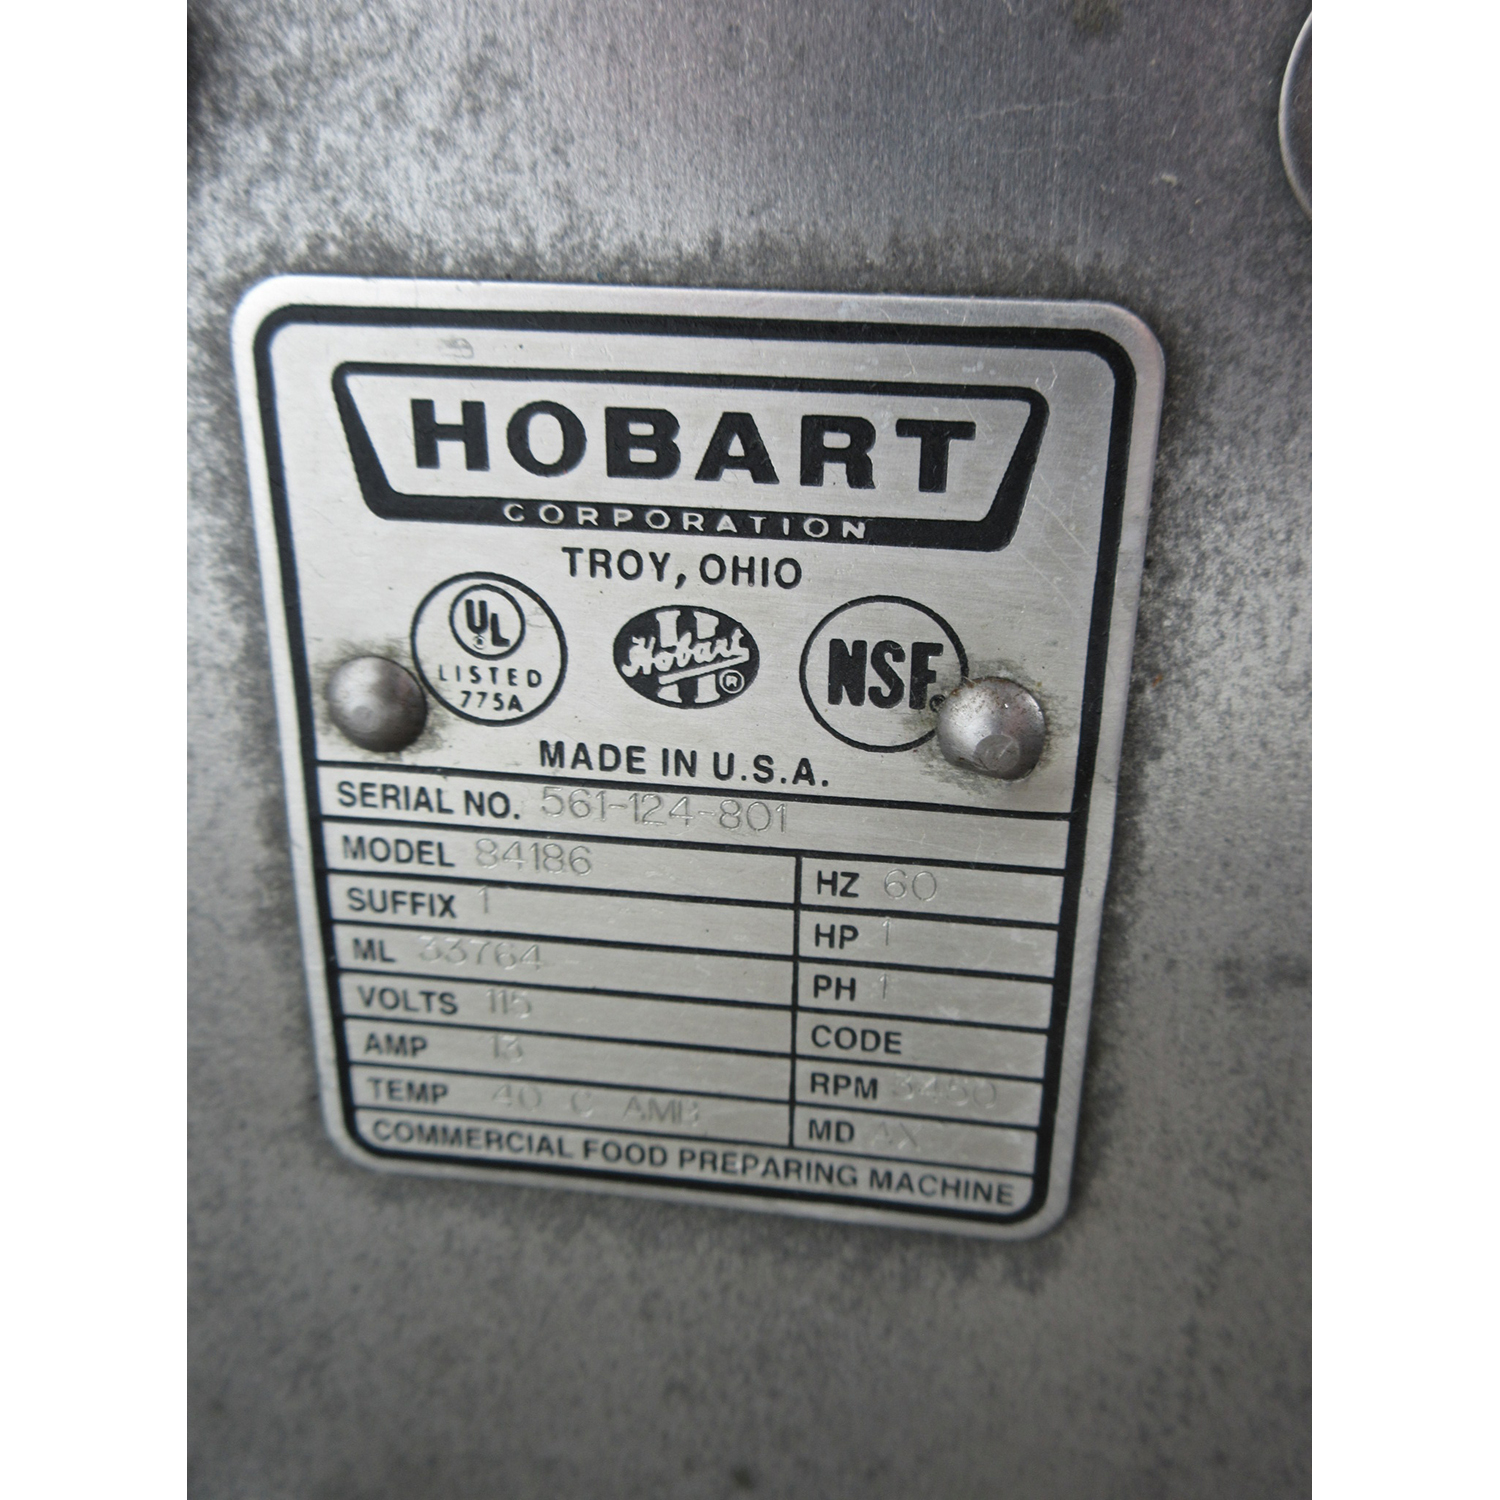 HOBART
CORPORATION
TROY, OHIO
UL
LISTED
775A
Hobart
®
NSF®
MADE IN U.S.A.
SERIAL NO. 561-124-801
MODEL 84186
HZ 60
SUFFIX 1
HP 1
ML 33764
PH 1
VOLTS 115
CODE
AMP 13
RPM 3450
TEMP 40 C AMB
MD
COMMERCIAL FOOD PREPARING MACHINE